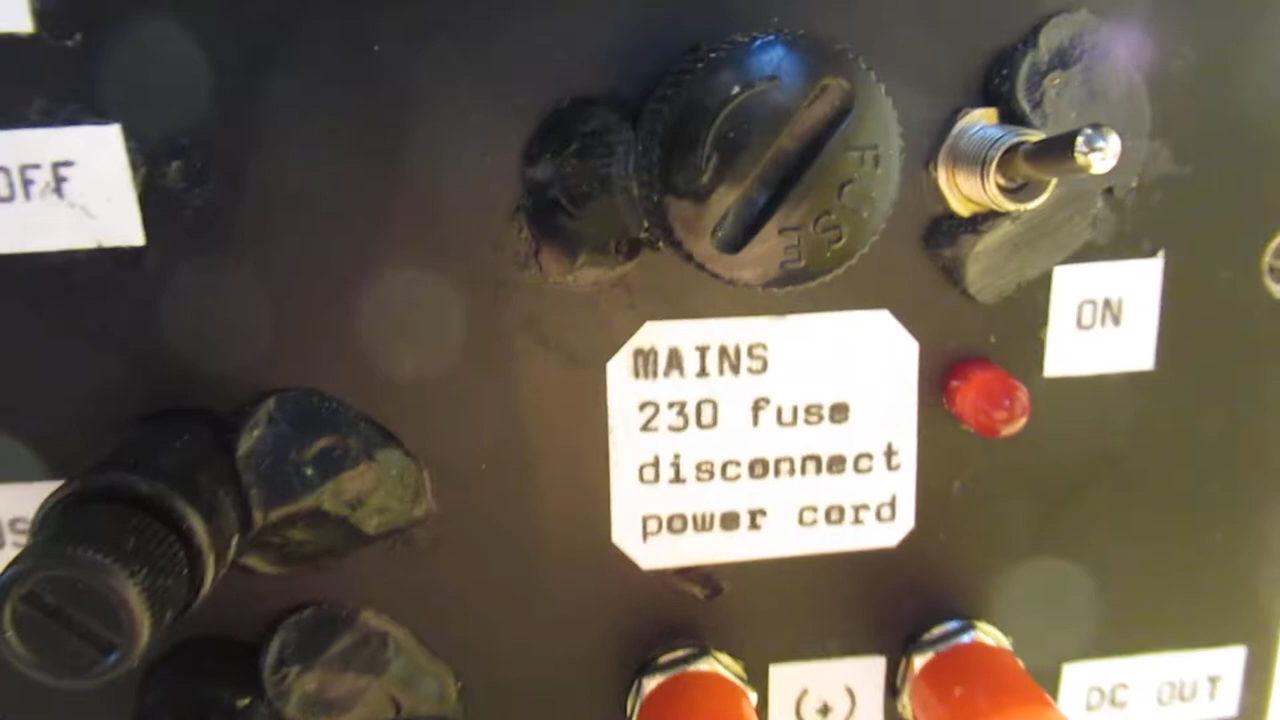 OFF
FUSE
ON
MAINS
230 fuse
disconnect
power cord
(+)
DC OUT